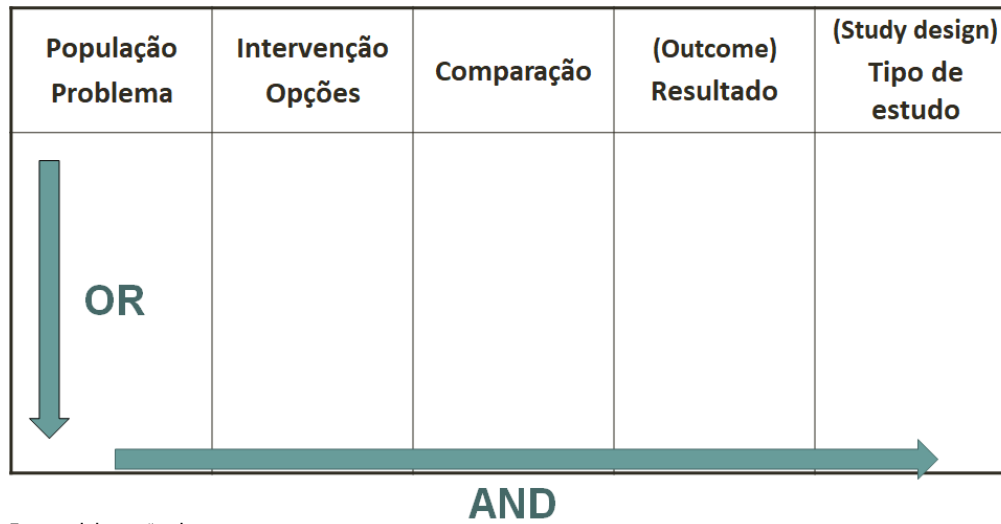 População
Problema
Intervenção
Opções
Comparação
(Outcome)
Resultado
(Study design)
Tipo de
estudo
OR
AND